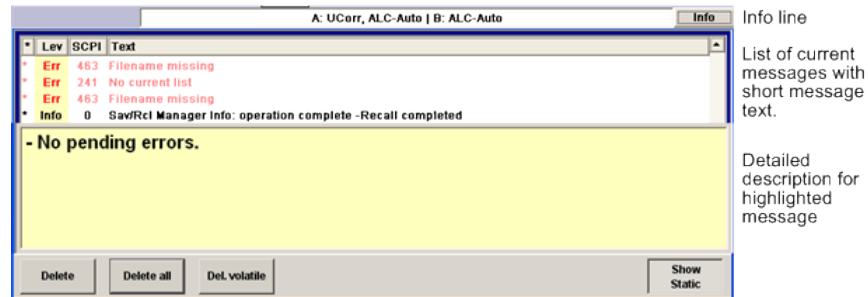 A: UCorr, ALC-Auto | B: ALC-Auto
Info
Info line
* Lev SCPI Text
* Err 463 Filename missing
* Err 241 No current list
* Err 463 Filename missing
* Info 0 Sav/Rcl Manager Info: operation complete -Recall completed
List of current
messages with
short message
text.
- No pending errors.
Detailed
description for
highlighted
message
Delete
Delete all
Del. volatile
Show
Static